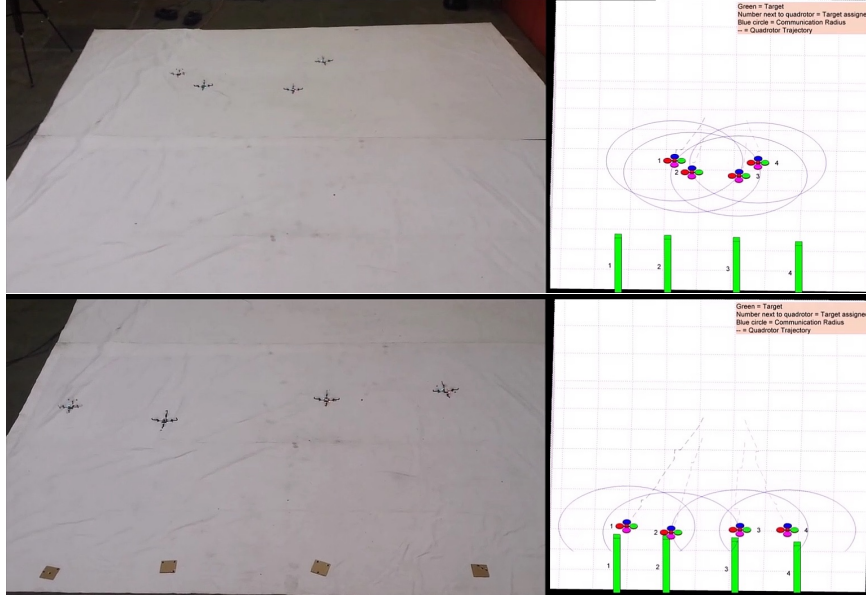 Green = Target
Number next to quadrotor = Target assigne
Blue circle = Communication Radius
-- = Quadrotor Trajectory
1
2
3
4
1
2
3
4
Green = Target
Number next to quadrotor = Target assigne
Blue circle = Communication Radius
-- = Quadrotor Trajectory
1
2
3
4
1
2
3
4